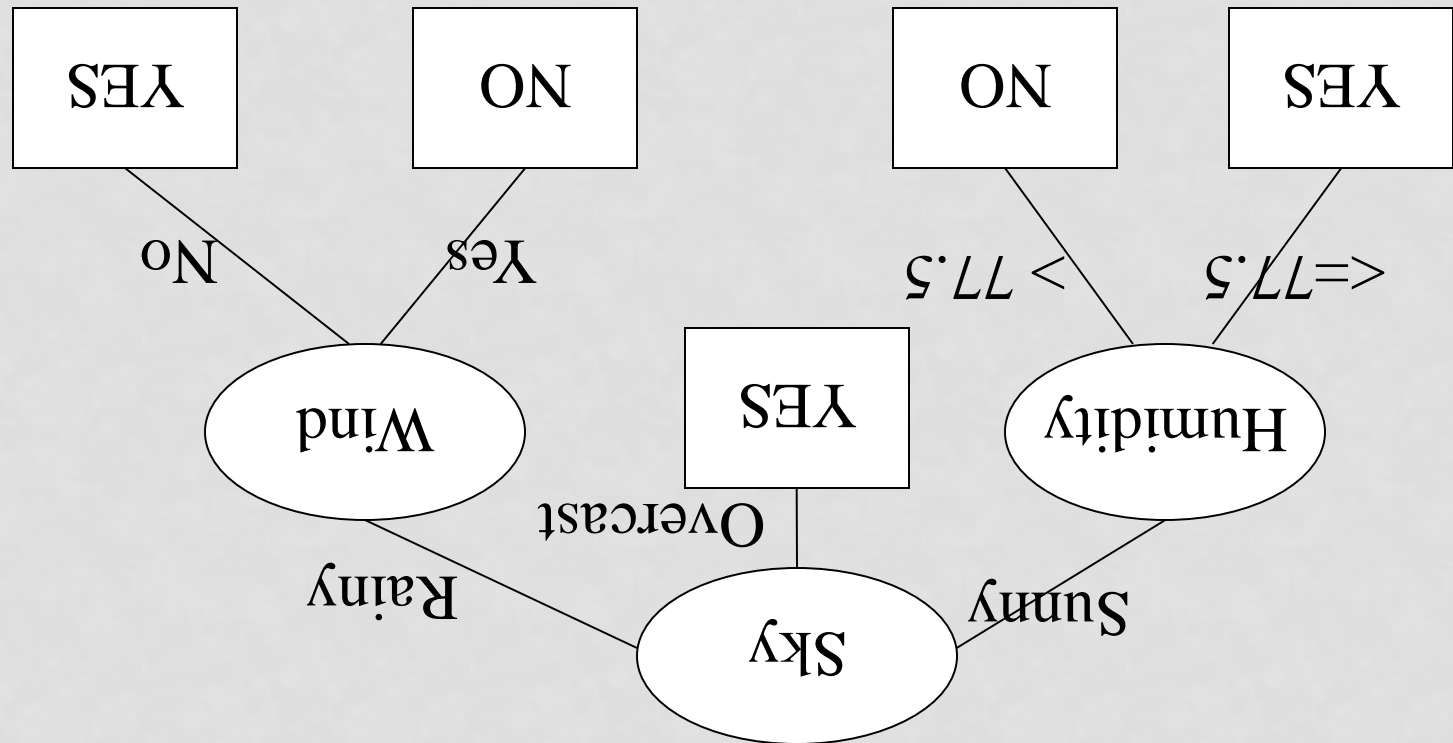 Sky
Sunny
Overcast
Rainy
Humidity
YES
Wind
<=77.5
> 77.5
Yes
No
YES
NO
NO
YES